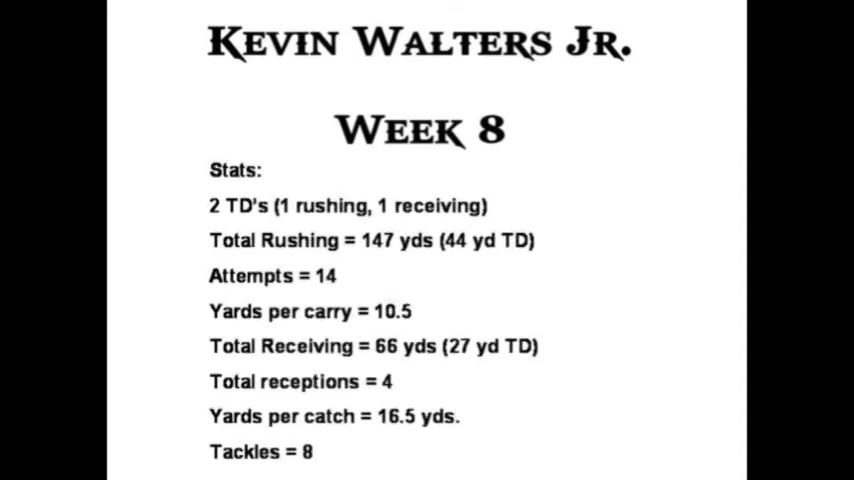 Kevin Walters Jr.
Week 8
Stats:
2 TD's (1 rushing, 1 receiving)
Total Rushing = 147 yds (44 yd TD)
Attempts = 14
Yards per carry = 10.5
Total Receiving = 66 yds (27 yd TD)
Total receptions = 4
Yards per catch = 16.5 yds.
Tackles = 8